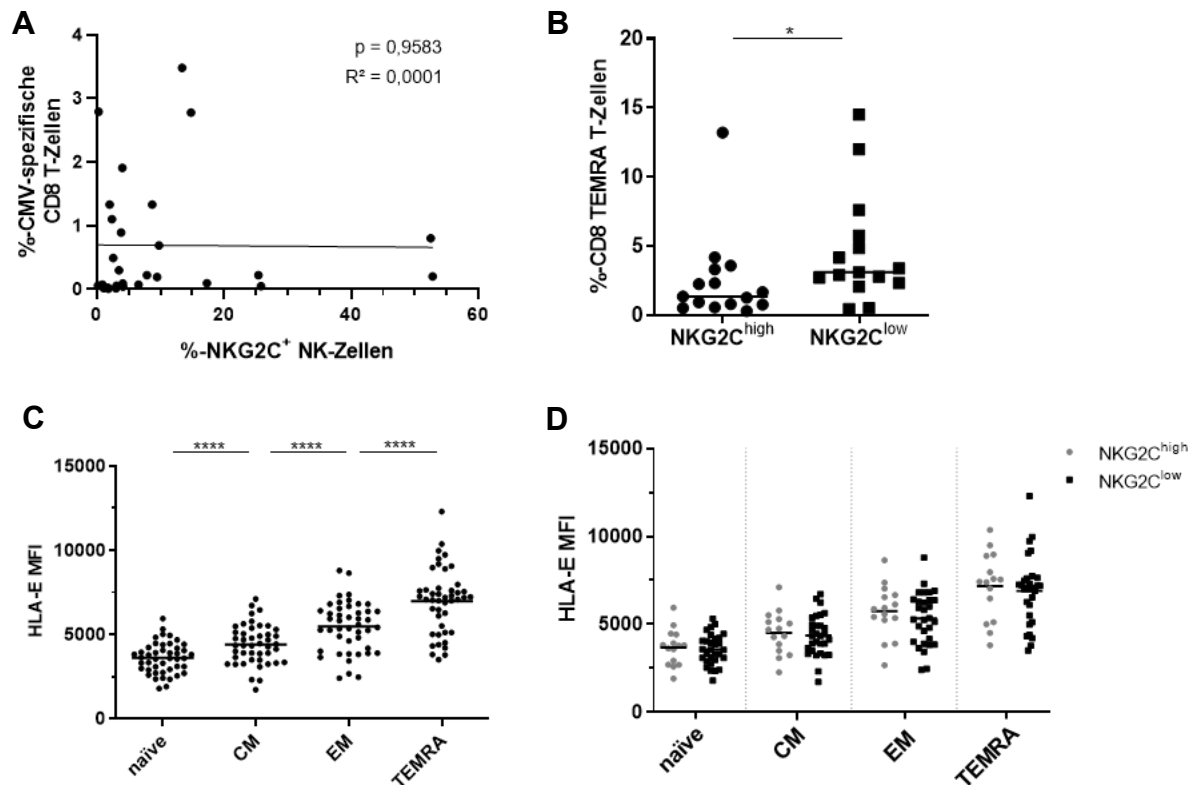 A
%-CMV-spezifische
CD8 T-Zellen
4
3
2
1
0
p = 0,9583
R² = 0,0001
0
20
40
60
%-NKG2C⁺ NK-Zellen
B
%-CD8 TEMRA T-Zellen
20
15
10
5
0
*
NKG2C^high
NKG2C^low
C
HLA-E MFI
15000
10000
5000
0
****
****
****
naïve
CM
EM
TEMRA
D
HLA-E MFI
15000
10000
5000
0
naïve
CM
EM
TEMRA
NKG2C^high
NKG2C^low